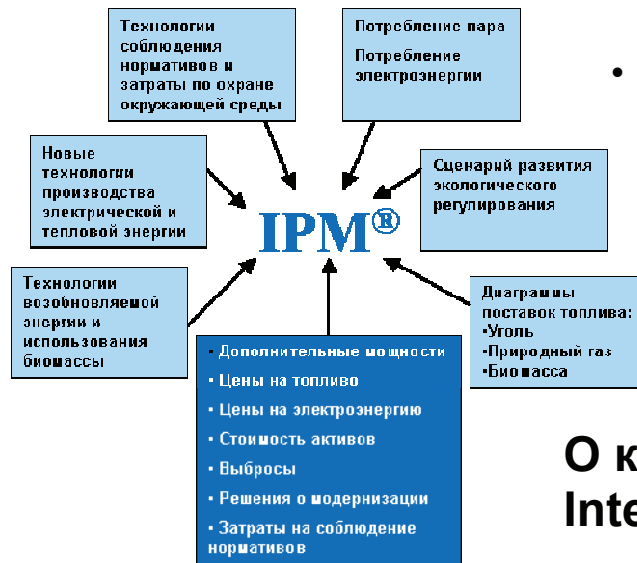 Технологии
соблюдения
нормативов и
затраты по охране
окружающей среды
Потребление пара
Потребление
электроэнергии
•
Новые
технологии
производства
электрической и
тепловой энергии
Сценарий развития
экологического
регулирования
IPM®
Технологии
возобновляемой
энергии и
использования
биомассы
Диаграммы
поставок топлива:
•Уголь
•Природный газ
•Биомасса
• Дополнительные мощности
• Цены на топливо
• Цены на электроэнергию
• Стоимость активов
• Выбросы
• Решения о модернизации
• Затраты на соблюдение
нормативов
О к
Inte